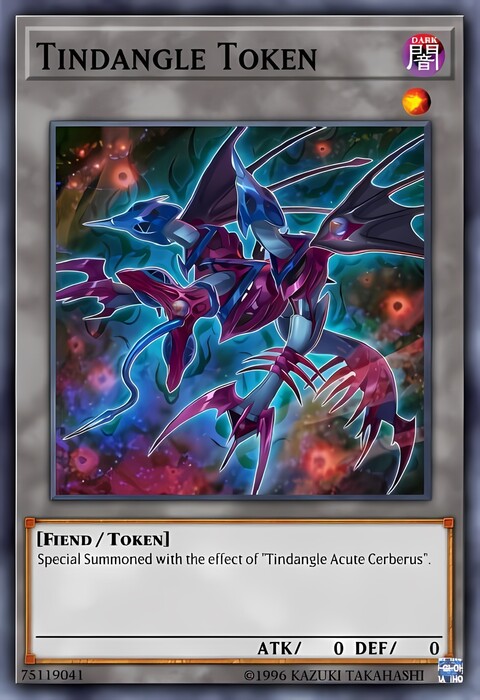 Tindangle Token
DARK
闇
[Fiend / Token]
Special Summoned with the effect of "Tindangle Acute Cerberus".
ATK/ 0 DEF/ 0
75119041
©1996 KAZUKI TAKAHASHI